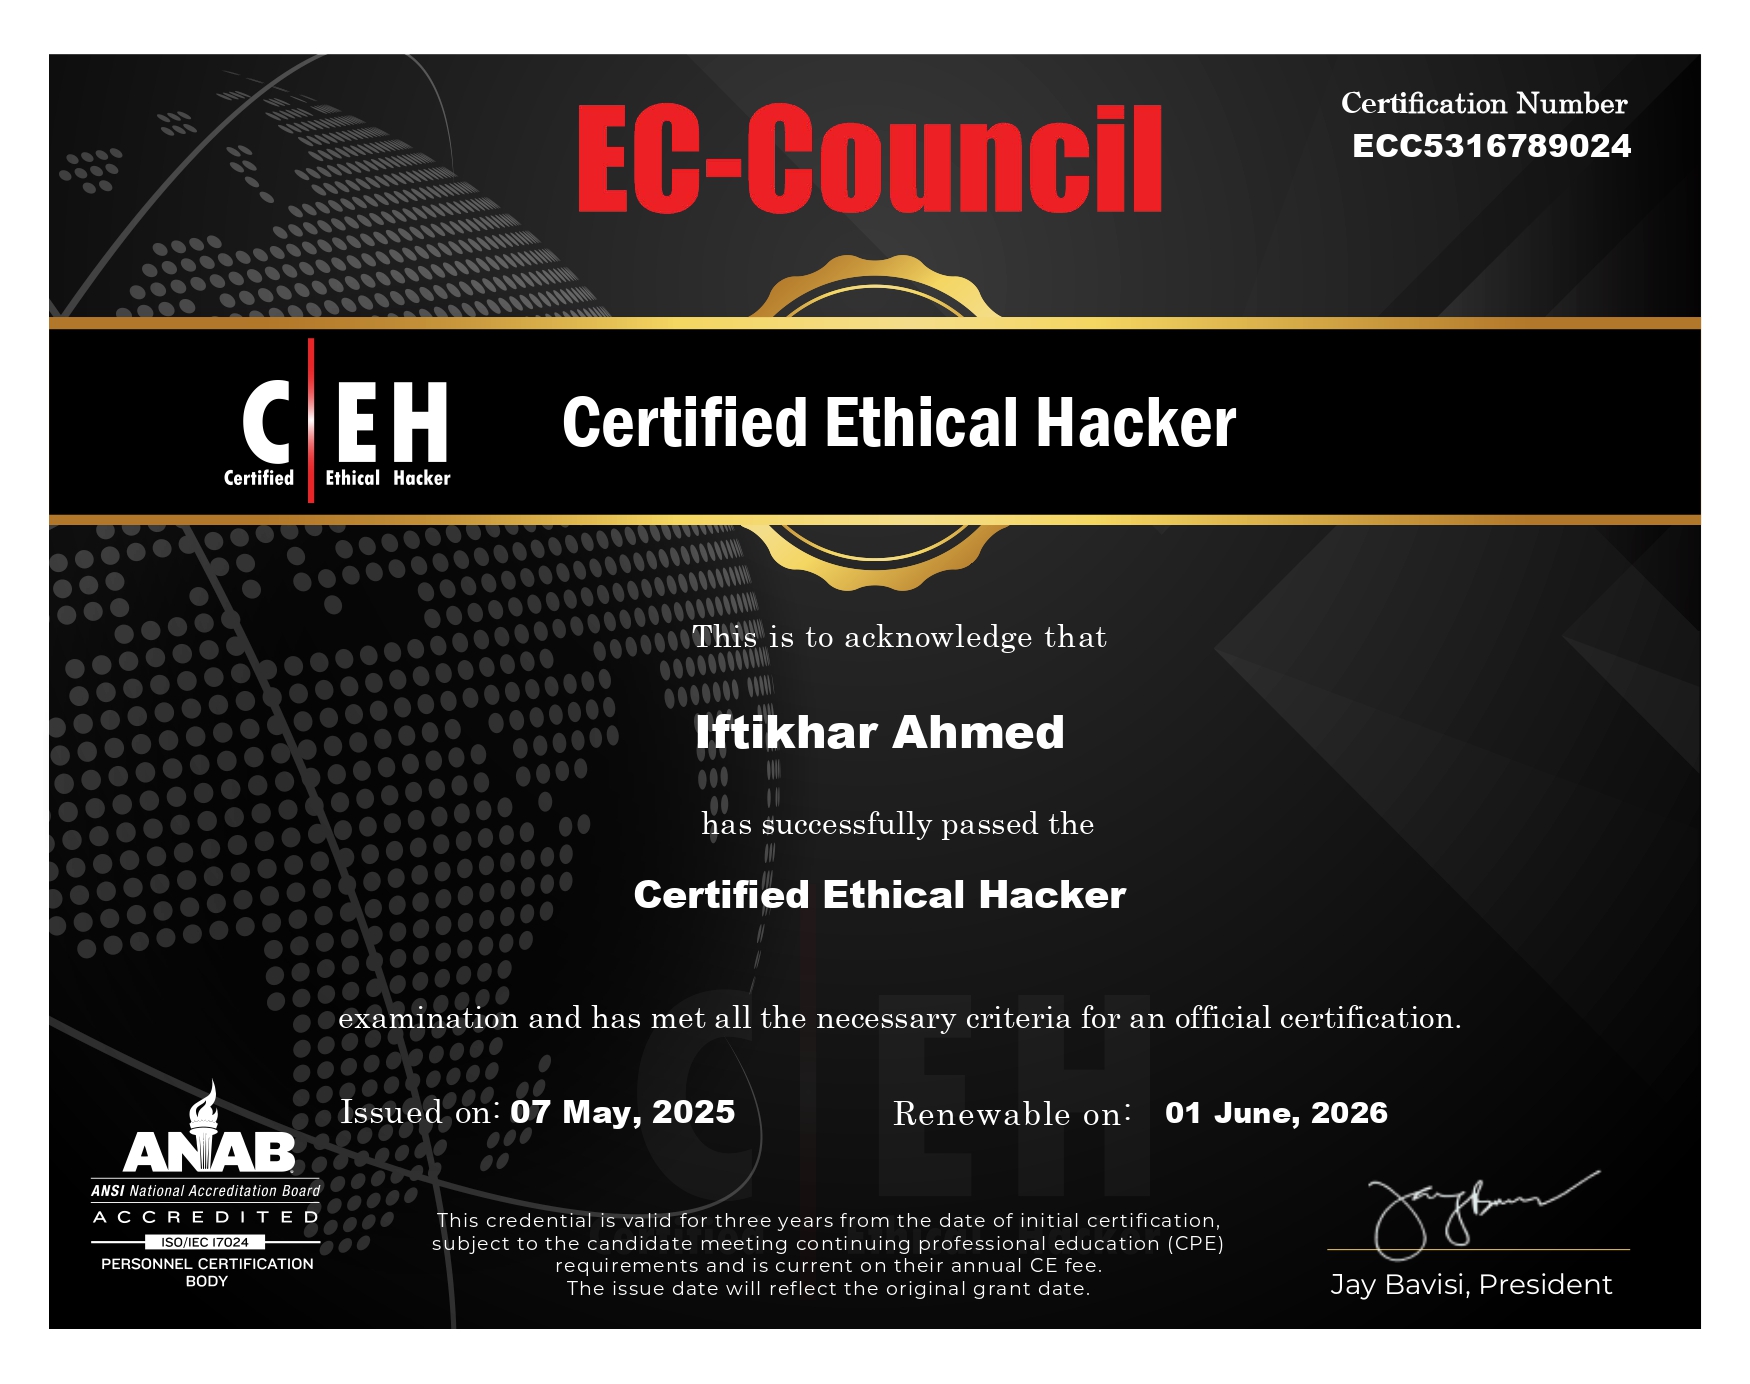 EC-Council
Certification Number
ECC5316789024
C EH
Certified Ethical Hacker
Certified Ethical Hacker
This is to acknowledge that
Iftikhar Ahmed
has successfully passed the
Certified Ethical Hacker
C EH
examination and has met all the necessary criteria for an official certification.
Issued on: 07 May, 2025
Renewable on: 01 June, 2026
ANAB
ANSI National Accreditation Board
ACCREDITED
ISO/IEC 17024
PERSONNEL CERTIFICATION
BODY
This credential is valid for three years from the date of initial certification,
subject to the candidate meeting continuing professional education (CPE)
requirements and is current on their annual CE fee.
The issue date will reflect the original grant date.
Jay Bavisi, President